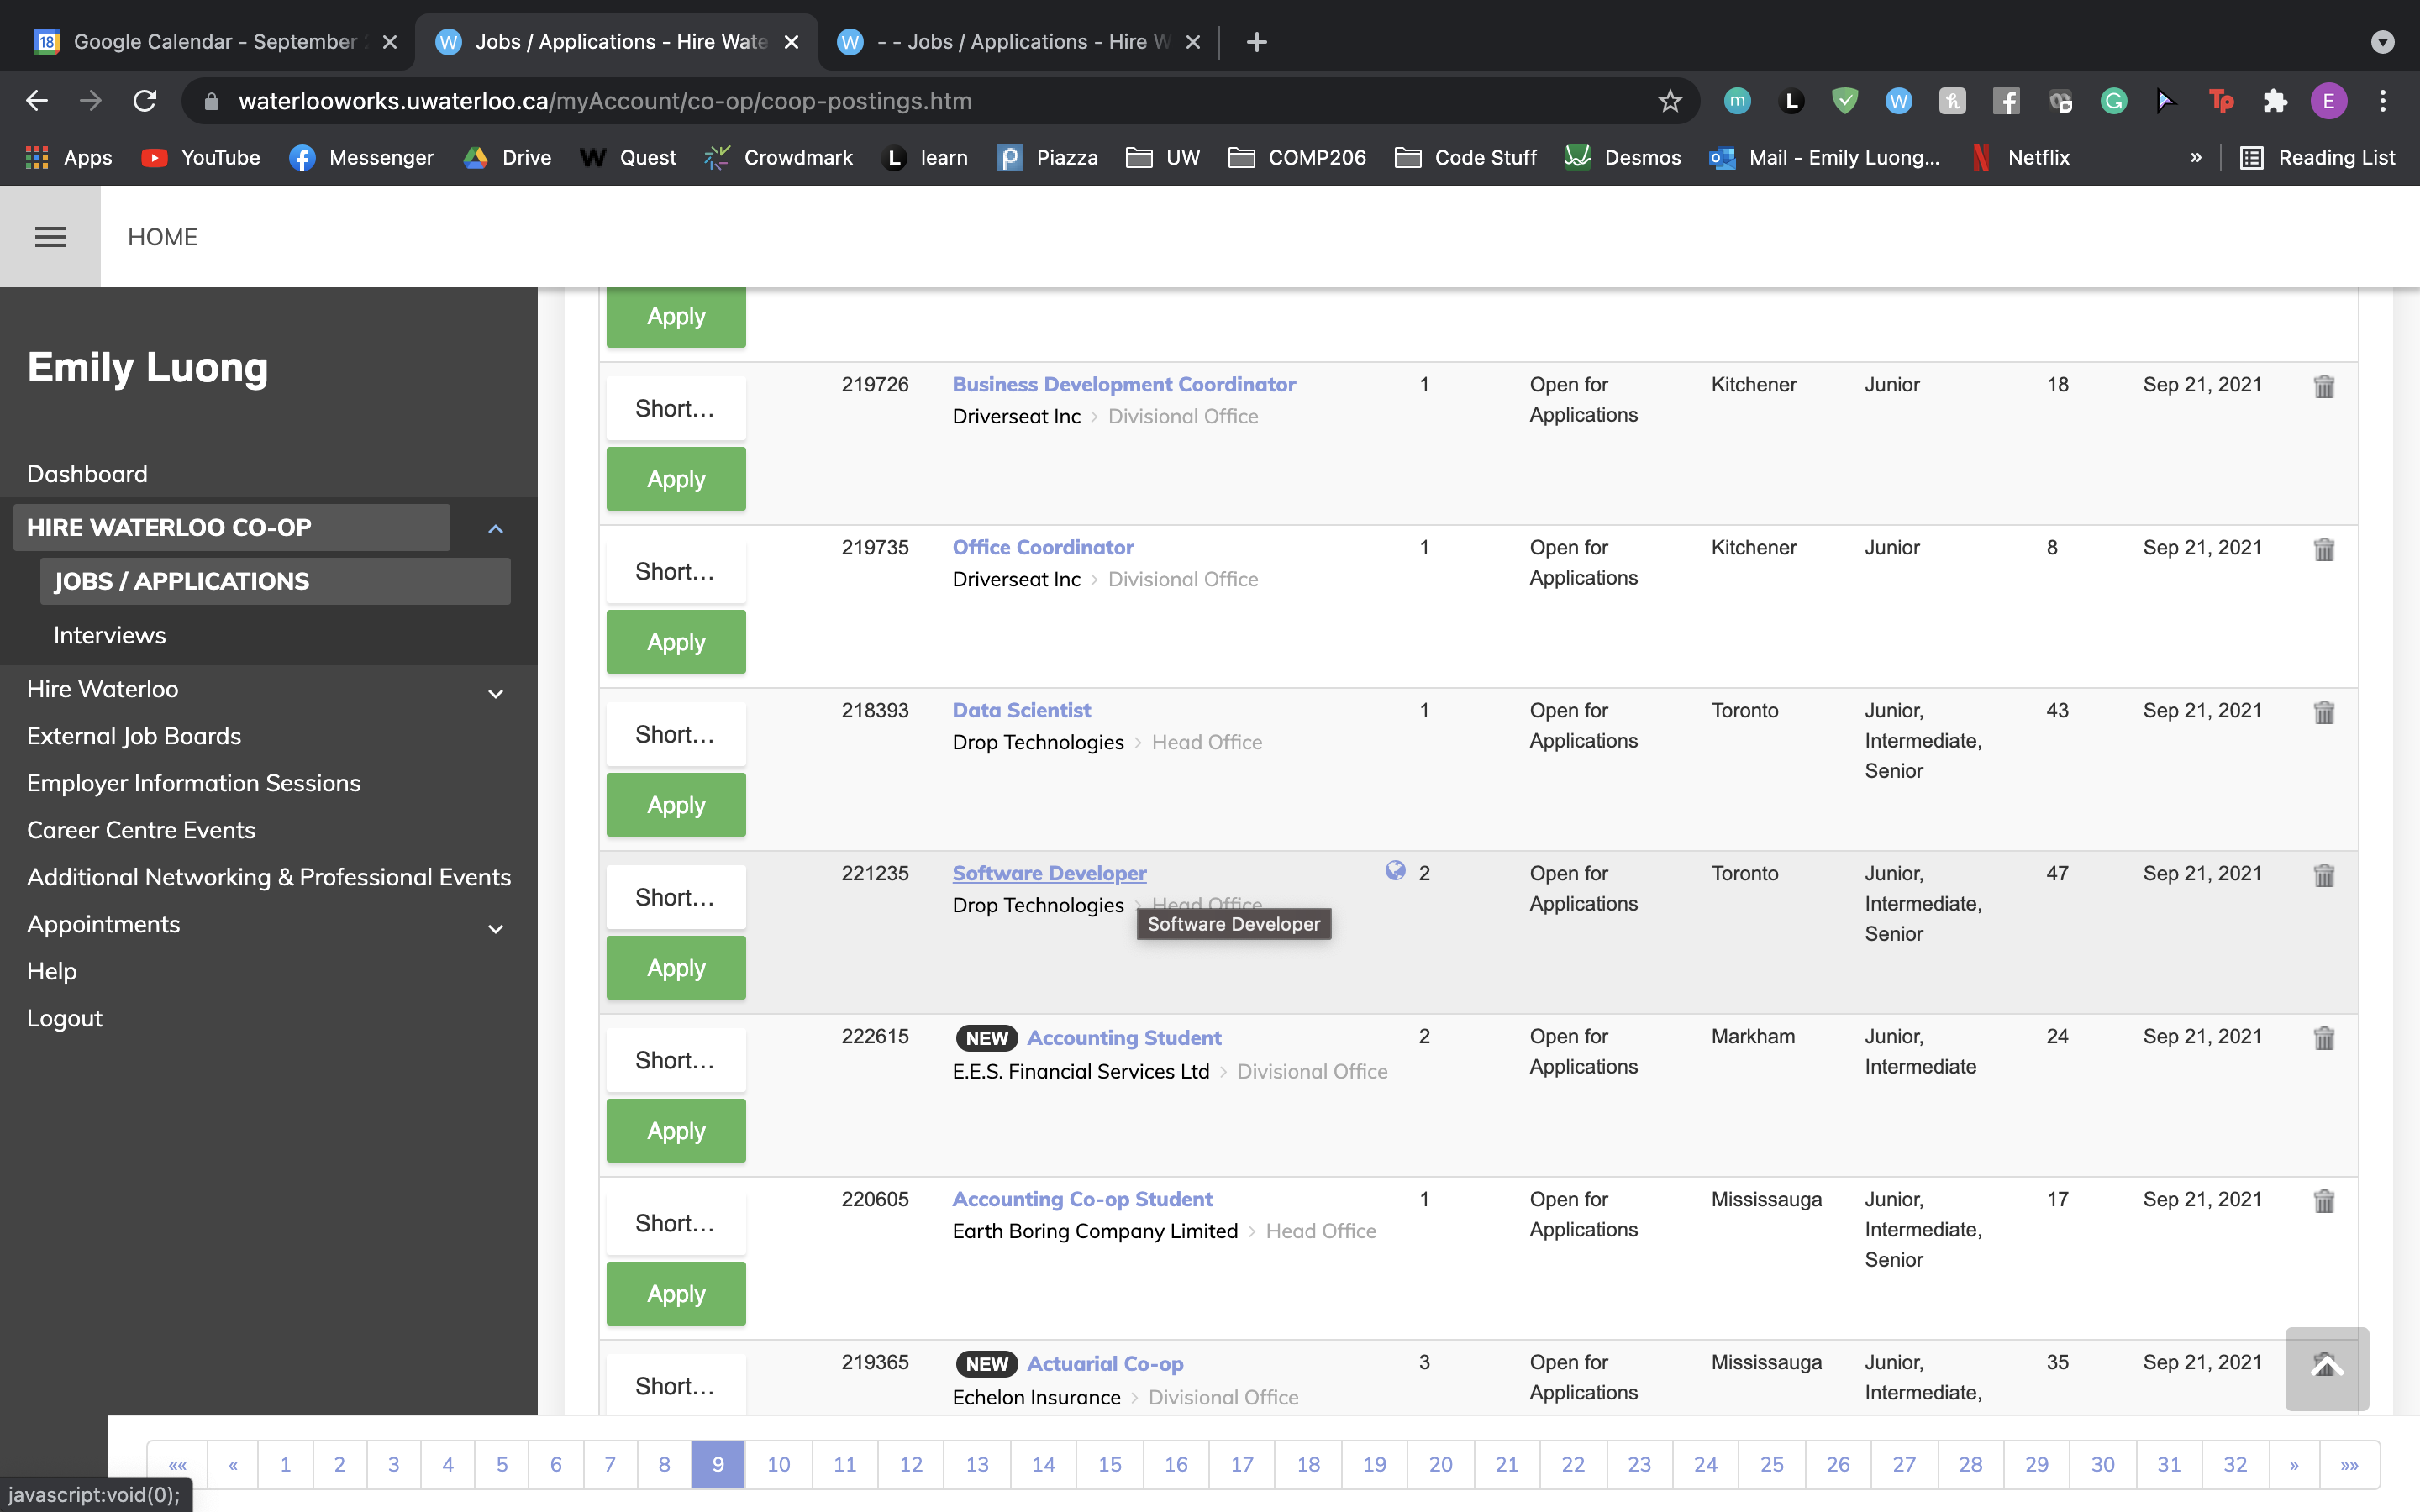 Google Calendar - September
Jobs / Applications - Hire Wate
- - Jobs / Applications - Hire W
waterlooworks.uwaterloo.ca/myAccount/co-op/coop-postings.htm
Apps YouTube Messenger Drive Quest Crowdmark learn Piazza UW COMP206 Code Stuff Desmos Mail - Emily Luong... Netflix » Reading List
HOME
Emily Luong
Dashboard
HIRE WATERLOO CO-OP
JOBS / APPLICATIONS
Interviews
Hire Waterloo
External Job Boards
Employer Information Sessions
Career Centre Events
Additional Networking & Professional Events
Appointments
Help
Logout
Apply
Short... 219726 Business Development Coordinator 1 Open for Kitchener Junior 18 Sep 21, 2021
Driverseat Inc › Divisional Office Applications
Apply
Short... 219735 Office Coordinator 1 Open for Kitchener Junior 8 Sep 21, 2021
Driverseat Inc › Divisional Office Applications
Apply
Short... 218393 Data Scientist 1 Open for Toronto Junior, 43 Sep 21, 2021
Drop Technologies › Head Office Applications Intermediate,
Senior
Apply
Short... 221235 Software Developer 2 Open for Toronto Junior, 47 Sep 21, 2021
Drop Technologies › Head Office Applications Intermediate,
Software Developer Senior
Apply
Short... 222615 NEW Accounting Student 2 Open for Markham Junior, 24 Sep 21, 2021
E.E.S. Financial Services Ltd › Divisional Office Applications Intermediate
Apply
Short... 220605 Accounting Co-op Student 1 Open for Mississauga Junior, 17 Sep 21, 2021
Earth Boring Company Limited › Head Office Applications Intermediate,
Senior
Apply
Short... 219365 NEW Actuarial Co-op 3 Open for Mississauga Junior, 35 Sep 21, 2021
Echelon Insurance › Divisional Office Applications Intermediate,
«« « 1 2 3 4 5 6 7 8 9 10 11 12 13 14 15 16 17 18 19 20 21 22 23 24 25 26 27 28 29 30 31 32 » »»
javascript:void(0);